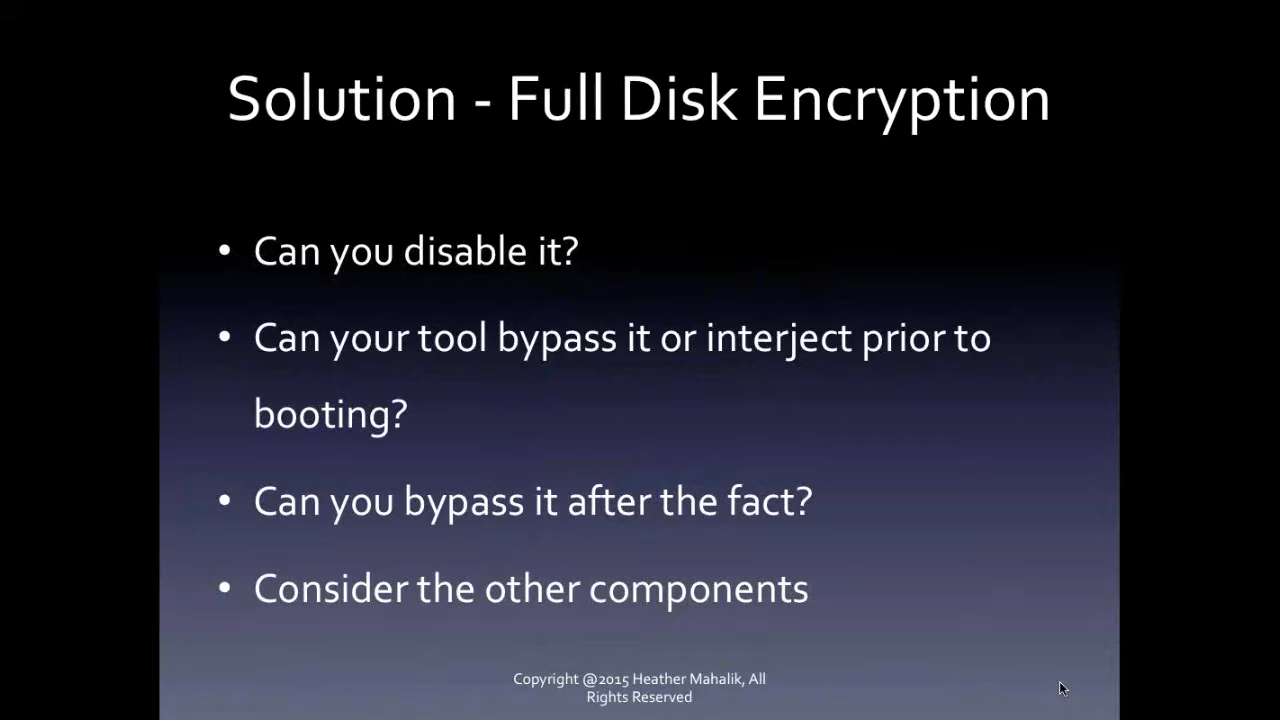 Solution - Full Disk Encryption
• Can you disable it?
• Can your tool bypass it or interject prior to
booting?
• Can you bypass it after the fact?
• Consider the other components
Copyright @2015 Heather Mahalik, All
Rights Reserved